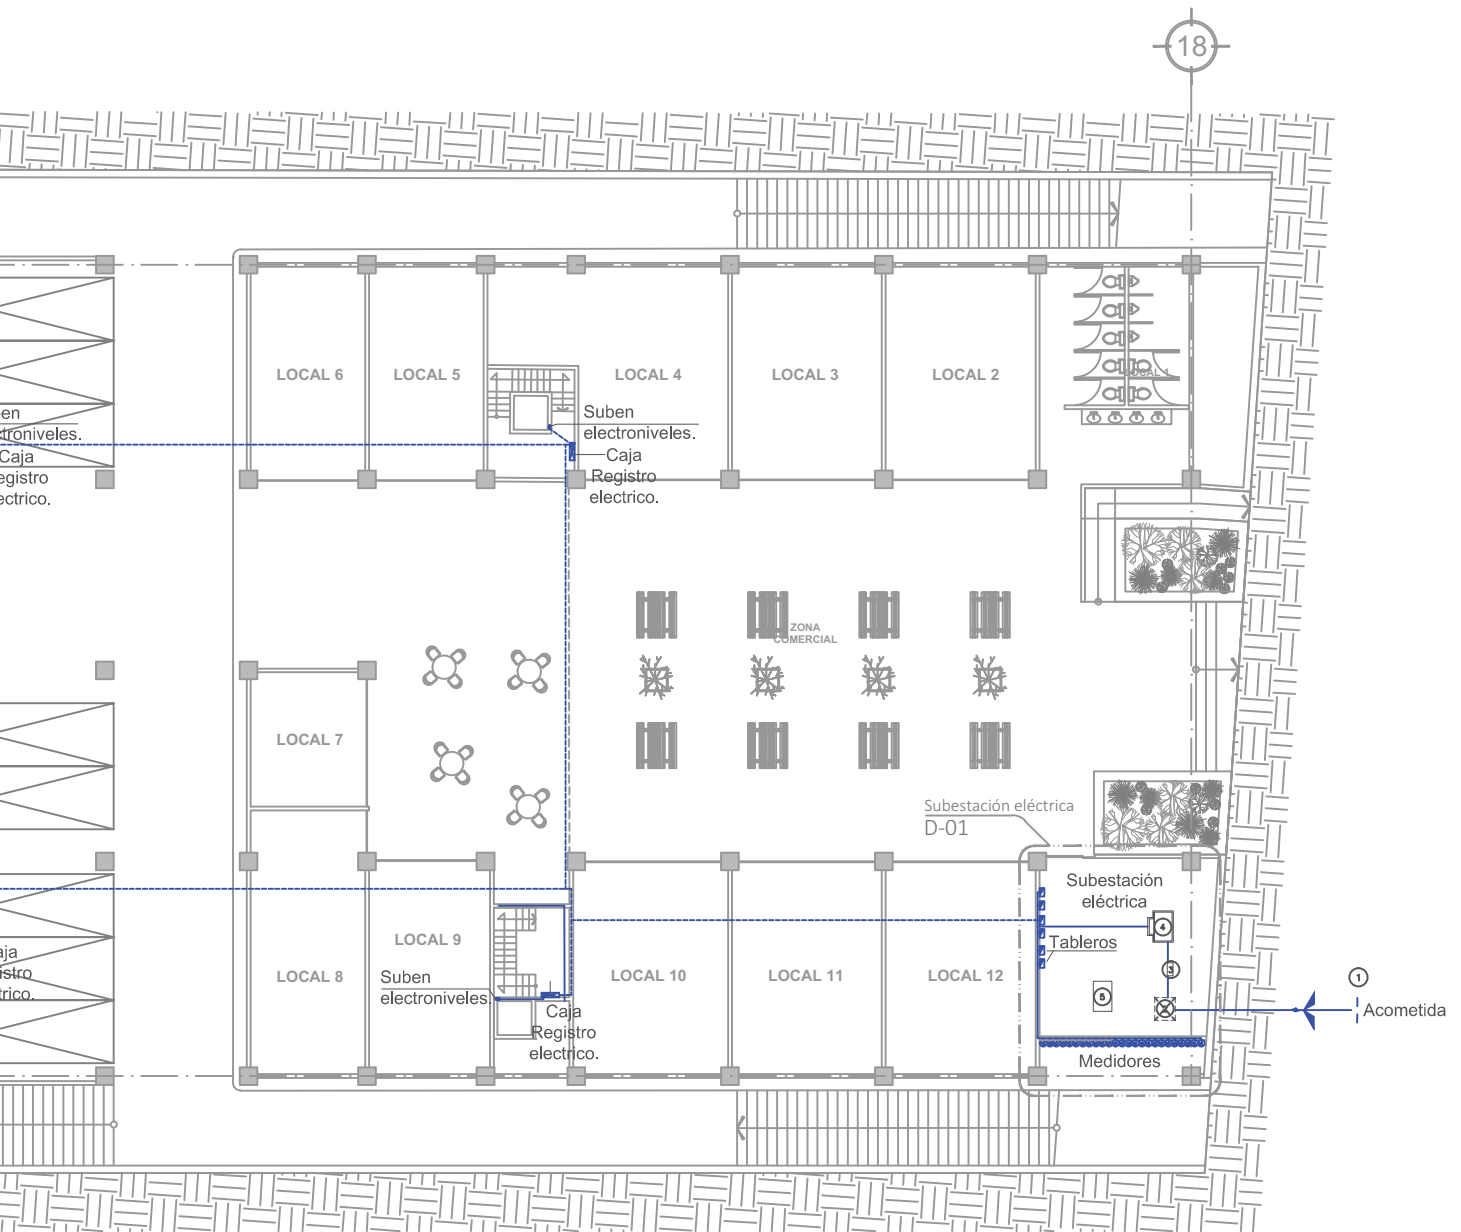 18
LOCAL 6
LOCAL 5
LOCAL 4
LOCAL 3
LOCAL 2
LOCAL 1
Suben
electroniveles.
Caja
Registro
electrico.
ZONA
COMERCIAL
LOCAL 7
Subestación eléctrica
D-01
Subestación
eléctrica
4
Tableros
3
5
1
Acometida
Medidores
LOCAL 9
LOCAL 8
Suben
electroniveles.
Caja
Registro
electrico.
LOCAL 10
LOCAL 11
LOCAL 12